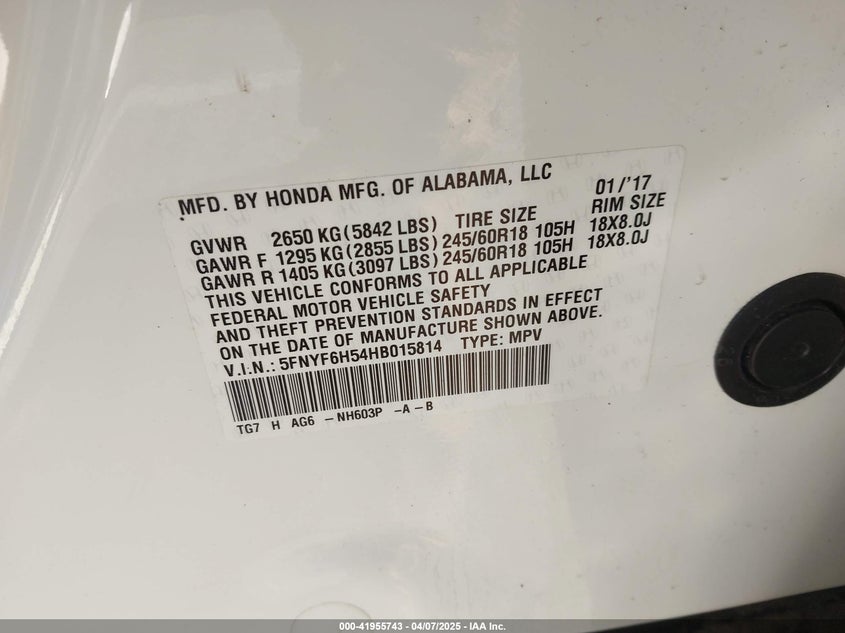 MFD. BY HONDA MFG. OF ALABAMA, LLC 01/'17
GVWR 2650 KG (5842 LBS) TIRE SIZE RIM SIZE
GAWR F 1295 KG (2855 LBS) 245/60R18 105H 18X8.0J
GAWR R 1405 KG (3097 LBS) 245/60R18 105H 18X8.0J
THIS VEHICLE CONFORMS TO ALL APPLICABLE
FEDERAL MOTOR VEHICLE SAFETY
AND THEFT PREVENTION STANDARDS IN EFFECT
ON THE DATE OF MANUFACTURE SHOWN ABOVE.
V.I.N.: 5FNYF6H54HB015814 TYPE: MPV
TG7 H AG6 – NH603P –A – B
000-41955743 | 04/07/2025 – IAA Inc.